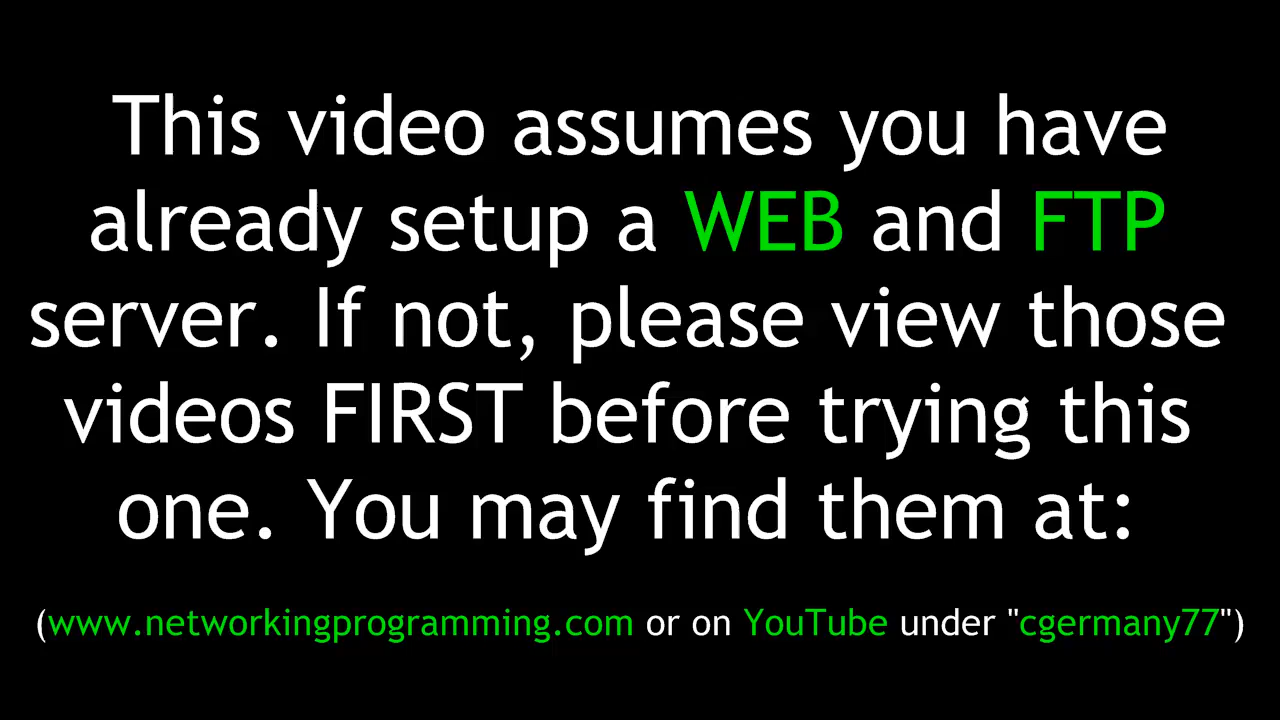 This video assumes you have
already setup a WEB and FTP
server. If not, please view those
videos FIRST before trying this
one. You may find them at:
(www.networkingprogramming.com or on YouTube under "cgermany77")